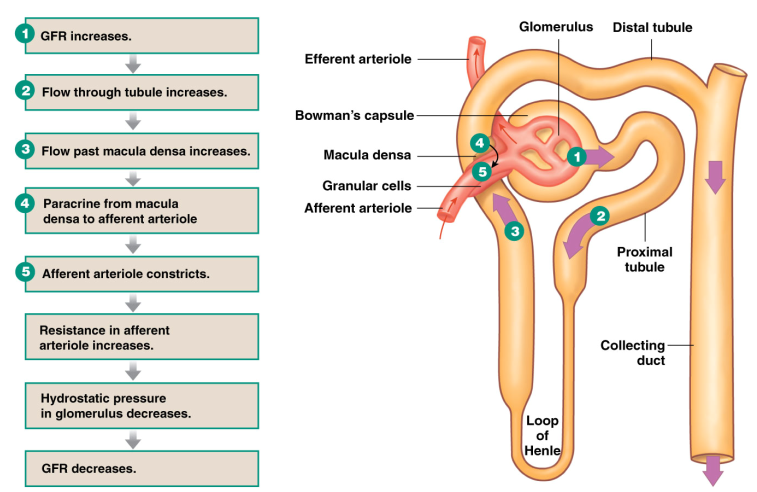 1 GFR increases.
2 Flow through tubule increases.
3 Flow past macula densa increases.
4 Paracrine from macula
densa to afferent arteriole
5 Afferent arteriole constricts.
Resistance in afferent
arteriole increases.
Hydrostatic pressure
in glomerulus decreases.
GFR decreases.
Glomerulus
Distal tubule
Efferent arteriole
Bowman's capsule
Macula densa
Granular cells
Afferent arteriole
4
5
1
3
2
Proximal
tubule
Collecting
duct
Loop
of
Henle